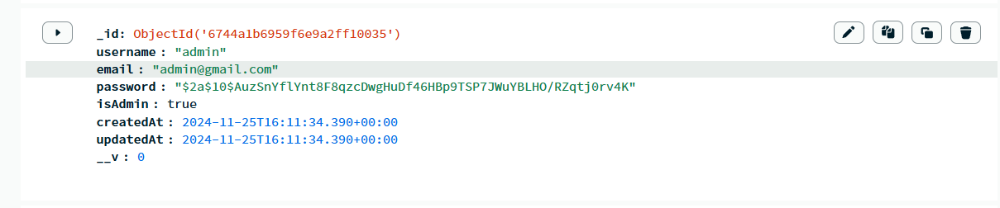 _id: ObjectId('6744a1b6959f6e9a2ff10035')
username : "admin"
email : "admin@gmail.com"
password : "$2a$10$AuzSnYflYnt8F8qzcDwgHuDf46HBp9TSP7JWuYBLHO/RZqtj0rv4K"
isAdmin : true
createdAt : 2024-11-25T16:11:34.390+00:00
updatedAt : 2024-11-25T16:11:34.390+00:00
__v : 0